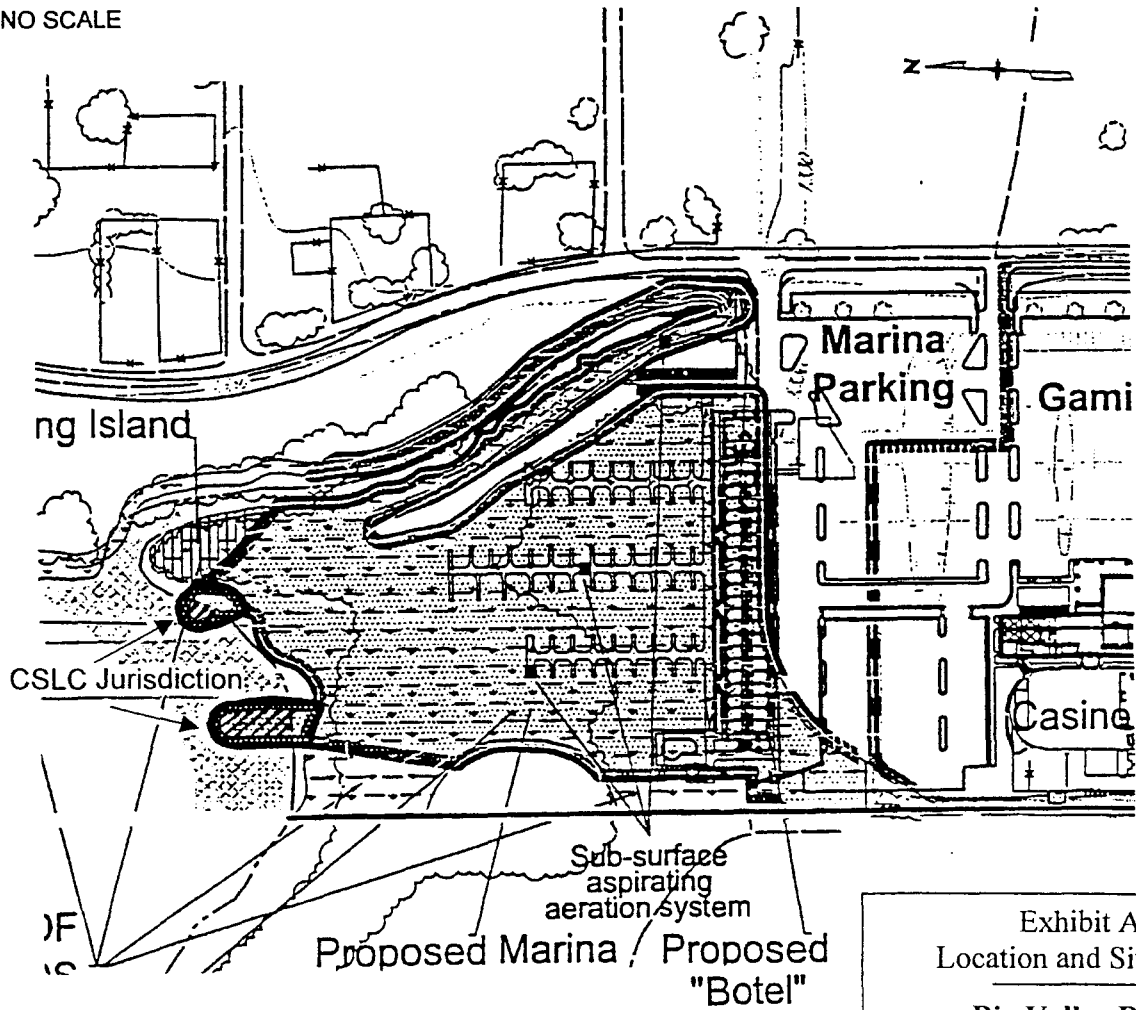 NO SCALE
N
Marina
Parking
Gami
ng Island
CSLC Jurisdiction
Casino
Sub-surface
aspirating
aeration system
Proposed Marina
Proposed
"Botel"
Exhibit A
Location and Si